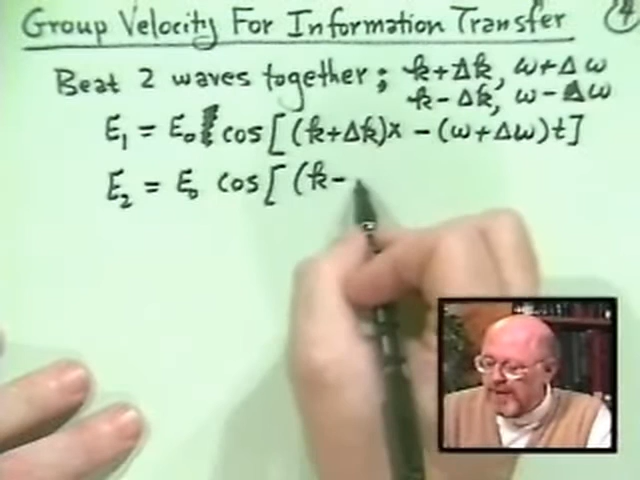 Group Velocity For Information Transfer 4
Beat 2 waves together; k+Δk, ω+Δω
k-Δk, ω-Δω
E₁ = E₀ cos[(k+Δk)x - (ω+Δω)t]
E₂ = E₀ cos[(k-